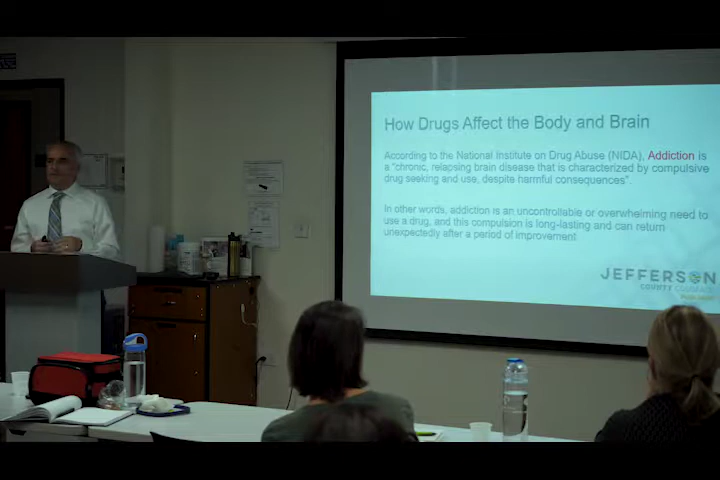 How Drugs Affect the Body and Brain
According to the National Institute on Drug Abuse (NIDA), Addiction is
a "chronic, relapsing brain disease that is characterized by compulsive
drug seeking and use, despite harmful consequences".
In other words, addiction is an uncontrollable or overwhelming need to
use a drug, and this compulsion is long-lasting and can return
unexpectedly after a period of improvement
JEFFERSON
COUNTY COLORADO